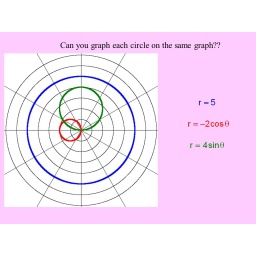 Can you graph each circle on the same graph??
r = 5
r = −2cosθ
r = 4sinθ